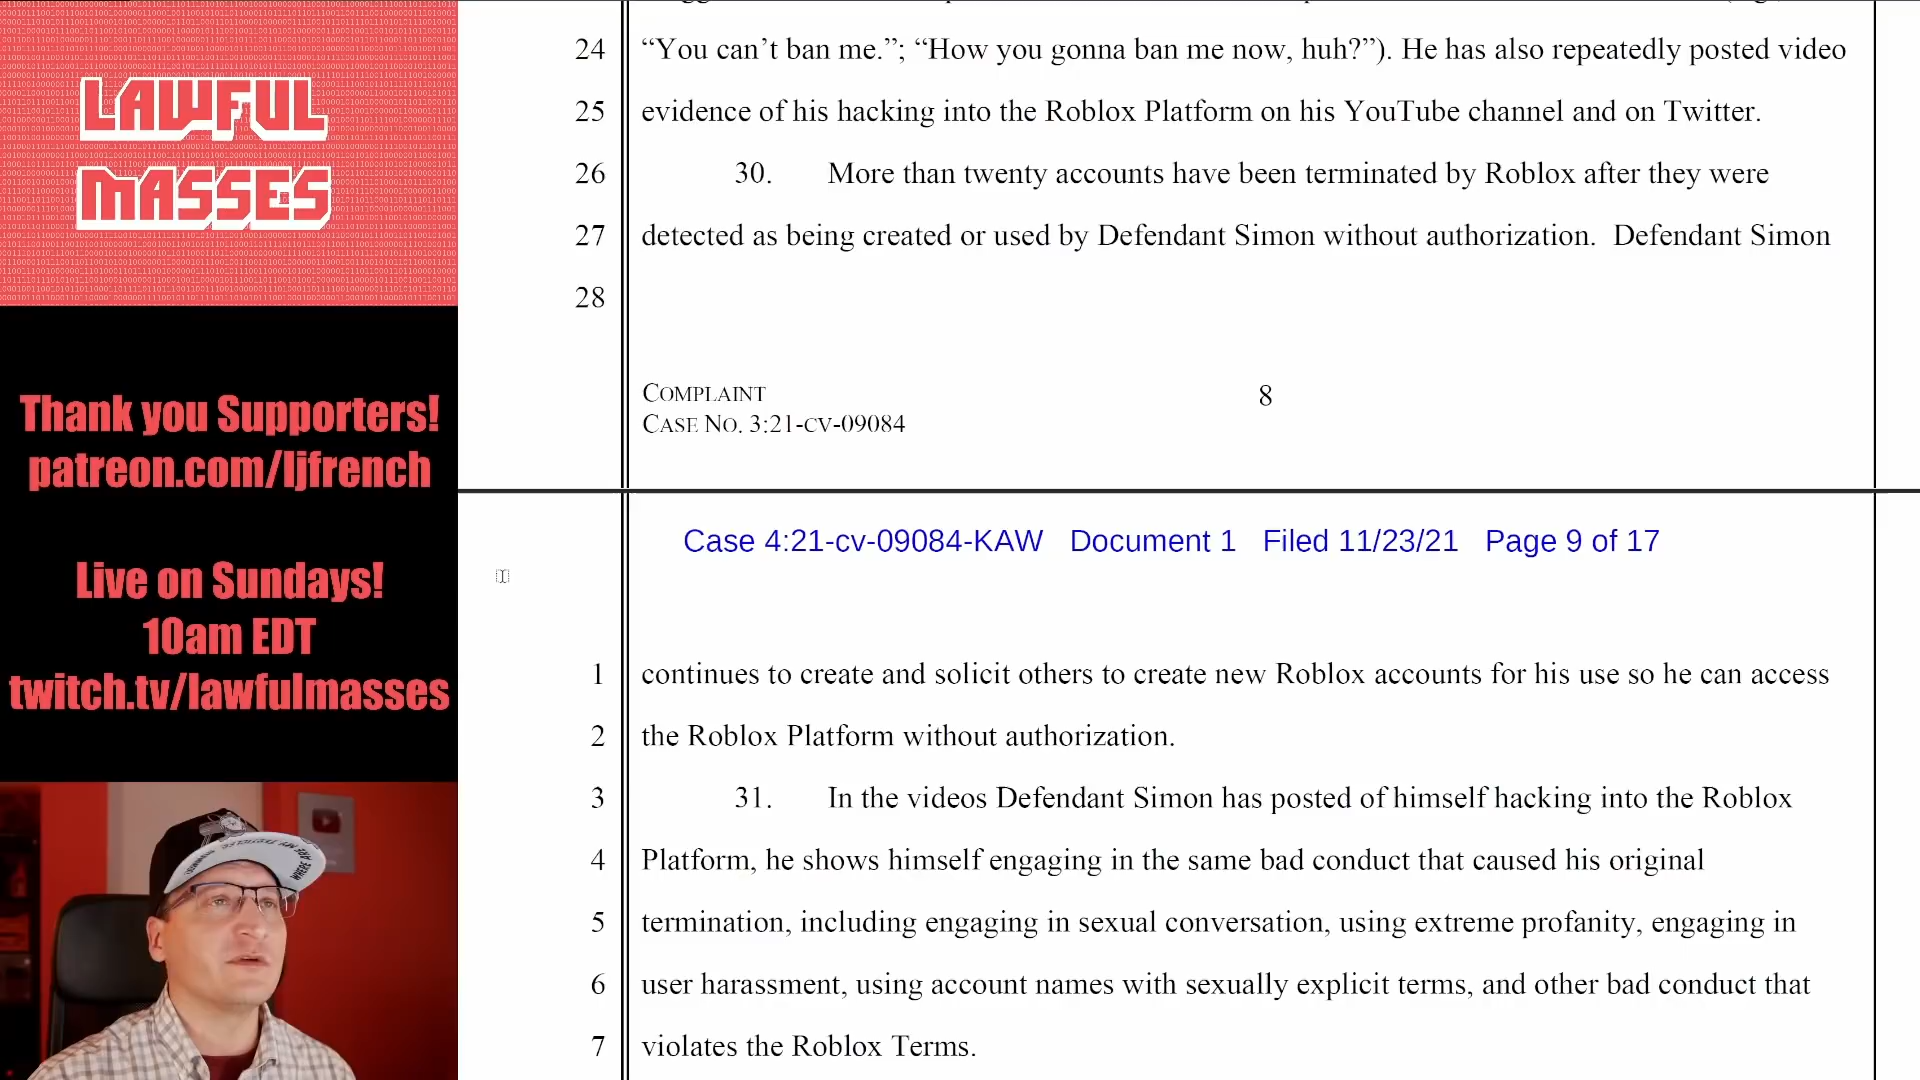 LAWFUL
MASSES
Thank you Supporters!
patreon.com/ljfrench
Live on Sundays!
10am EDT
twitch.tv/lawfulmasses
24 “You can’t ban me.”; “How you gonna ban me now, huh?”). He has also repeatedly posted video
25 evidence of his hacking into the Roblox Platform on his YouTube channel and on Twitter.
26 30. More than twenty accounts have been terminated by Roblox after they were
27 detected as being created or used by Defendant Simon without authorization. Defendant Simon
28
COMPLAINT 8
CASE NO. 3:21-CV-09084
Case 4:21-cv-09084-KAW Document 1 Filed 11/23/21 Page 9 of 17
1 continues to create and solicit others to create new Roblox accounts for his use so he can access
2 the Roblox Platform without authorization.
3 31. In the videos Defendant Simon has posted of himself hacking into the Roblox
4 Platform, he shows himself engaging in the same bad conduct that caused his original
5 termination, including engaging in sexual conversation, using extreme profanity, engaging in
6 user harassment, using account names with sexually explicit terms, and other bad conduct that
7 violates the Roblox Terms.